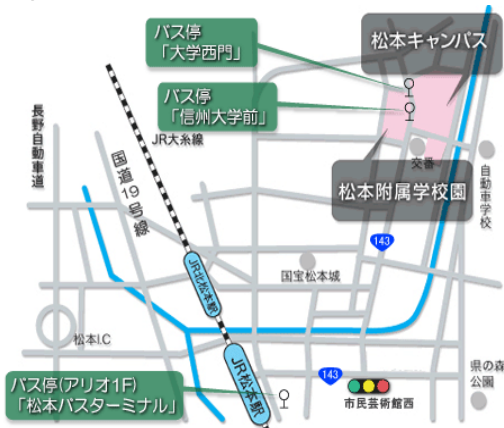 バス停
「大学西門」
松本キャンパス
バス停
「信州大学前」
長野自動車道
国道19号線
JR大糸線
交番
松本附属学校園
自動車学校
143
JR北松本駅
国宝松本城
松本I.C
バス停(アリオ1F)
「松本バスターミナル」
JR松本駅
143
市民芸術館西
県の森
公園